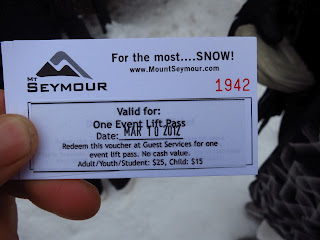 For the most....SNOW!
www.MountSeymour.com
MT
SEYMOUR
1942
Valid for:
One Event Lift Pass
Date: MAR 10 2012
Redeem this voucher at Guest Services for one
event lift pass. No cash value.
Adult/Youth/Student: $25, Child: $15